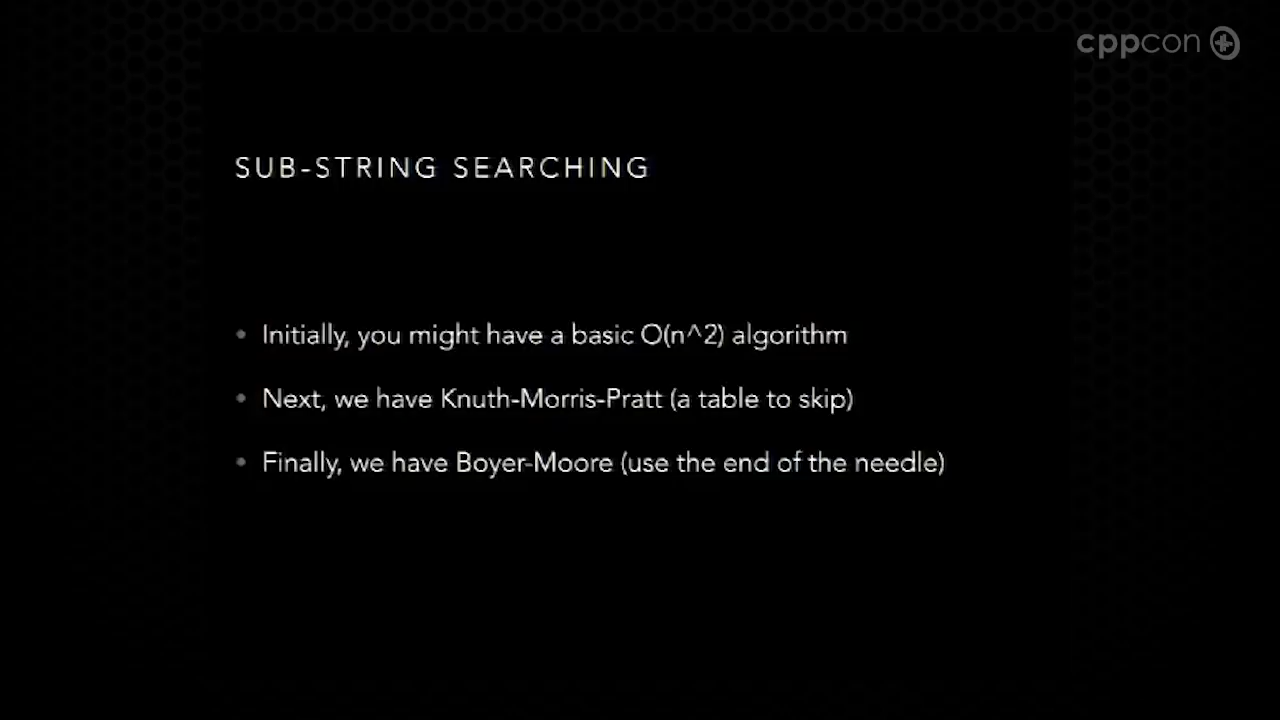 cppcon
SUB-STRING SEARCHING
• Initially, you might have a basic O(n^2) algorithm
• Next, we have Knuth-Morris-Pratt (a table to skip)
• Finally, we have Boyer-Moore (use the end of the needle)